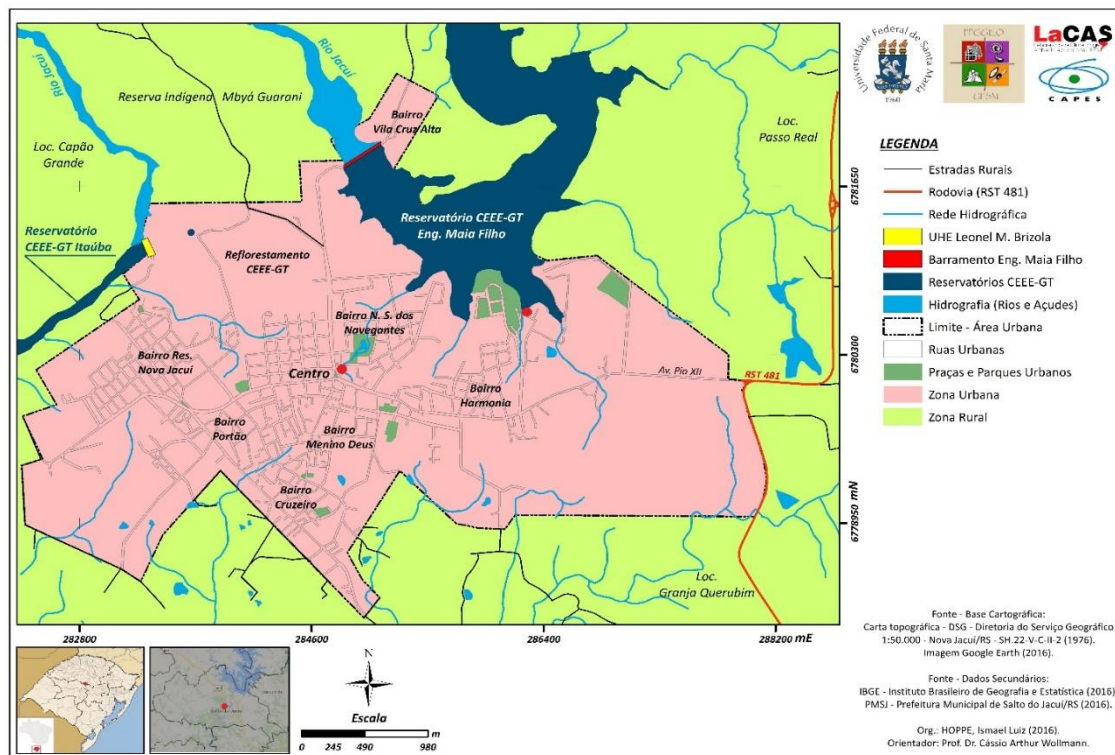 Rio Jacuí
Rio Jacuí
Reserva Indígena Mbyá Guarani
Bairro
Vila Cruz Alta
Loc.
Passo Real
Loc. Capão
Grande
Reservatório
CEEE-GT Itaúba
Reservatório CEEE-GT
Eng. Maia Filho
Reflorestamento
CEEE-GT
Bairro N. S. dos
Navegantes
Bairro Res.
Nova Jacuí
Centro
Av. Pio XII
RST 481
Bairro
Harmonia
Bairro
Portão
Bairro
Menino Deus
Bairro
Cruzeiro
Loc.
Granja Querubim
6781650
6780300
6778950 mN
282800
284600
286400
288200 mE
Universidade Federal de Santa Maria
1960
PPGGEO
UFSM
LaCAS
CAPES
LEGENDA
Estradas Rurais
Rodovia (RST 481)
Rede Hidrográfica
UHE Leonel M. Brizola
Barramento Eng. Maia Filho
Reservatórios CEEE-GT
Hidrografia (Rios e Açudes)
Limite - Área Urbana
Ruas Urbanas
Praças e Parques Urbanos
Zona Urbana
Zona Rural
N
Escala
m
0 245 490 980
Fonte - Base Cartográfica:
Carta topográfica - DSG - Diretoria do Serviço Geográfico
1:50.000 - Nova Jacuí/RS - SH.22-V-C-II-2 (1976).
Imagem Google Earth (2016).
Fonte - Dados Secundários:
IBGE - Instituto Brasileiro de Geografia e Estatística (2016)
PMSJ - Prefeitura Municipal de Salto do Jacuí/RS (2016).
Org.: HOPPE, Ismael Luiz (2016).
Orientador: Prof. Dr. Cássio Arthur Wollmann.